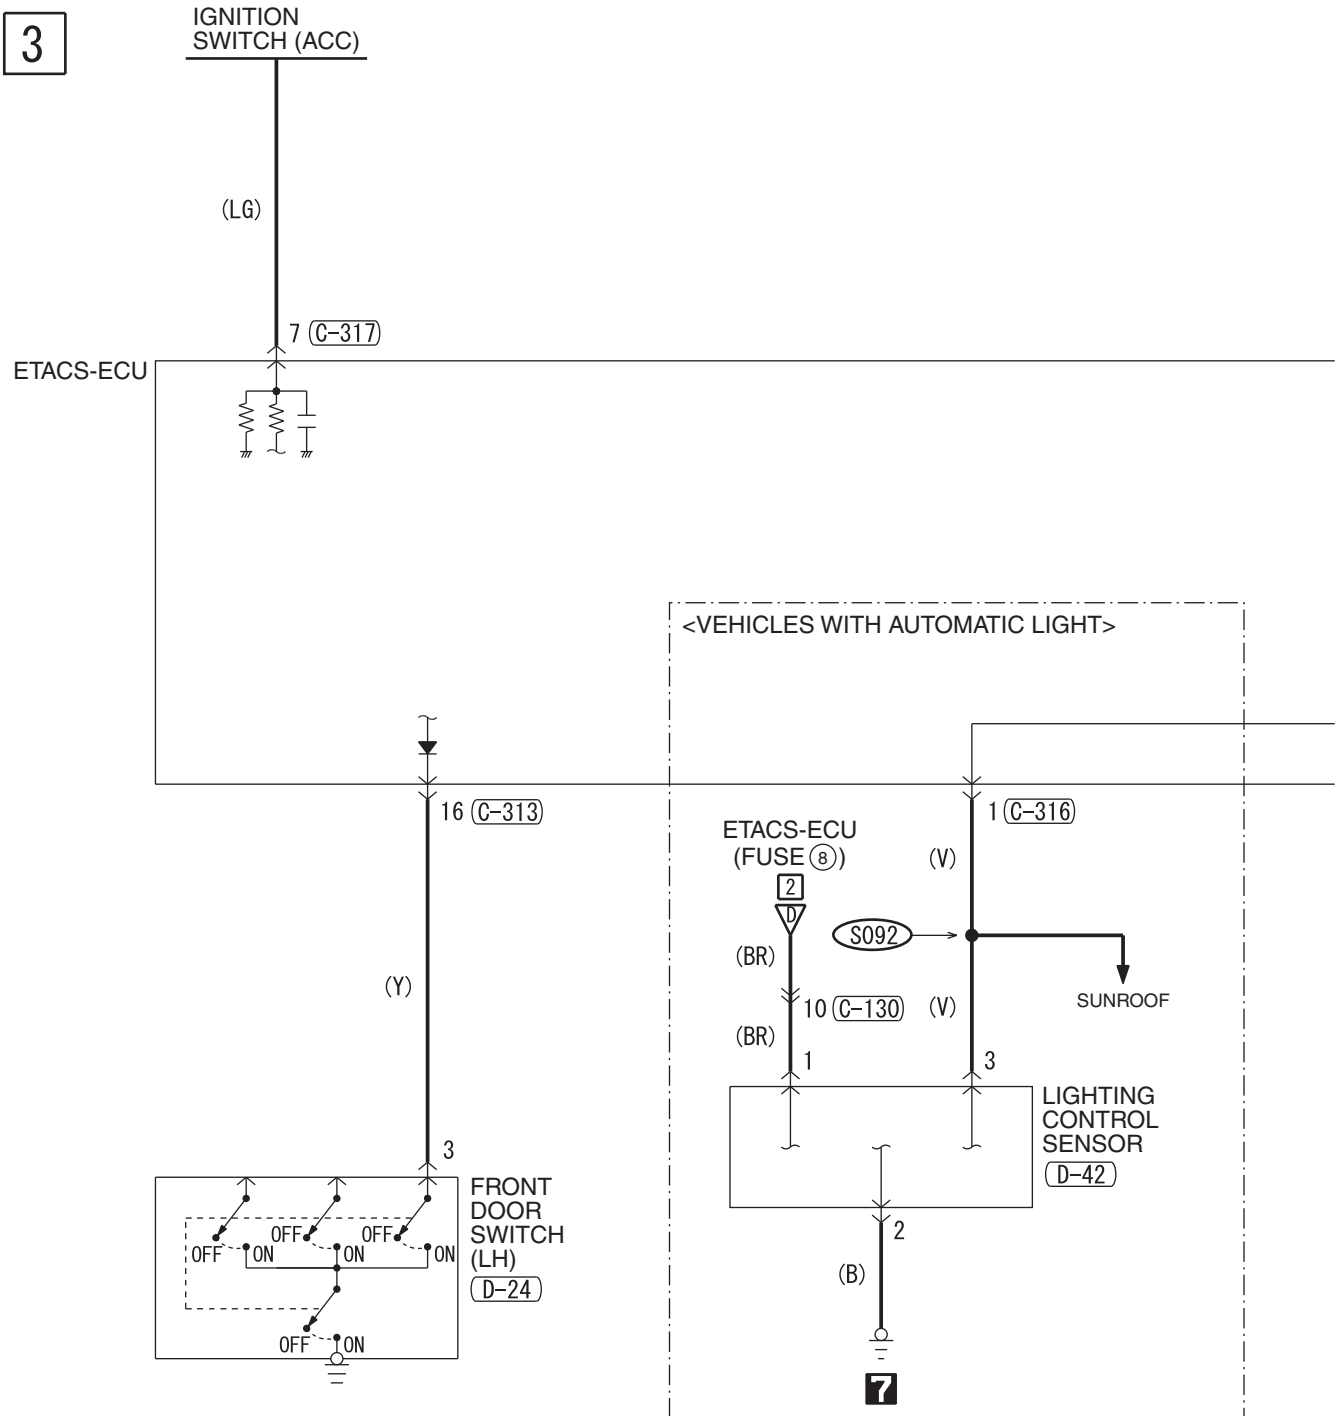 3
IGNITION
SWITCH (ACC)
(LG)
7 (C-317)
ETACS-ECU
<VEHICLES WITH AUTOMATIC LIGHT>
16 (C-313)
1 (C-316)
ETACS-ECU
(FUSE 8)
(V)
2
D
S092
(BR)
(Y)
SUNROOF
10 (C-130)
(V)
(BR)
1
3
LIGHTING
CONTROL
SENSOR
D-42
3
FRONT
DOOR
SWITCH
(LH)
D-24
OFF ON
OFF ON
OFF ON
OFF ON
2
(B)
7